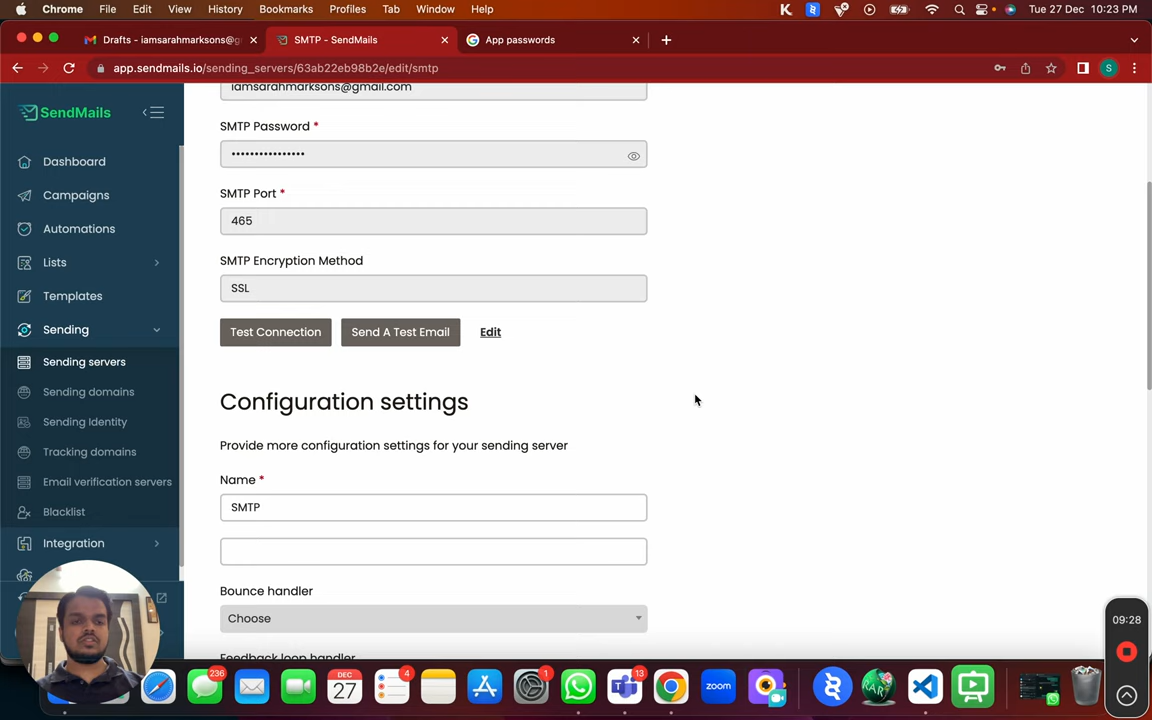 Chrome File Edit View History Bookmarks Profiles Tab Window Help Tue 27 Dec 10:23 PM
Drafts - iamsarahmarksons@g SMTP - SendMails App passwords
app.sendmails.io/sending_servers/63ab22eb98b2e/edit/smtp S
SendMails
Dashboard
Campaigns
Automations
Lists
Templates
Sending
Sending servers
Sending domains
Sending Identity
Tracking domains
Email verification servers
Blacklist
Integration
iamsarahmarksons@gmail.com
SMTP Password *
••••••••••••••••
SMTP Port *
465
SMTP Encryption Method
SSL
Test Connection Send A Test Email Edit
Configuration settings
Provide more configuration settings for your sending server
Name *
SMTP
Bounce handler
Choose
Feedback loop handler
09:28
236 DEC 27 4 1 13 zoom